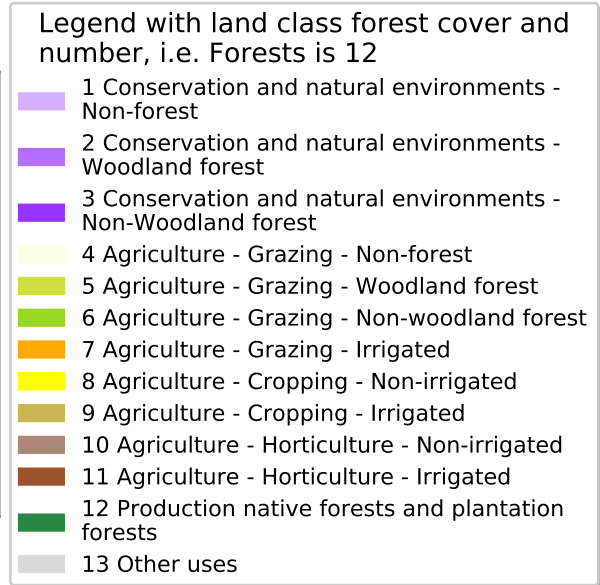 Legend with land class forest cover and
number, i.e. Forests is 12
1 Conservation and natural environments -
Non-forest
2 Conservation and natural environments -
Woodland forest
3 Conservation and natural environments -
Non-Woodland forest
4 Agriculture - Grazing - Non-forest
5 Agriculture - Grazing - Woodland forest
6 Agriculture - Grazing - Non-woodland forest
7 Agriculture - Grazing - Irrigated
8 Agriculture - Cropping - Non-irrigated
9 Agriculture - Cropping - Irrigated
10 Agriculture - Horticulture - Non-irrigated
11 Agriculture - Horticulture - Irrigated
12 Production native forests and plantation
forests
13 Other uses